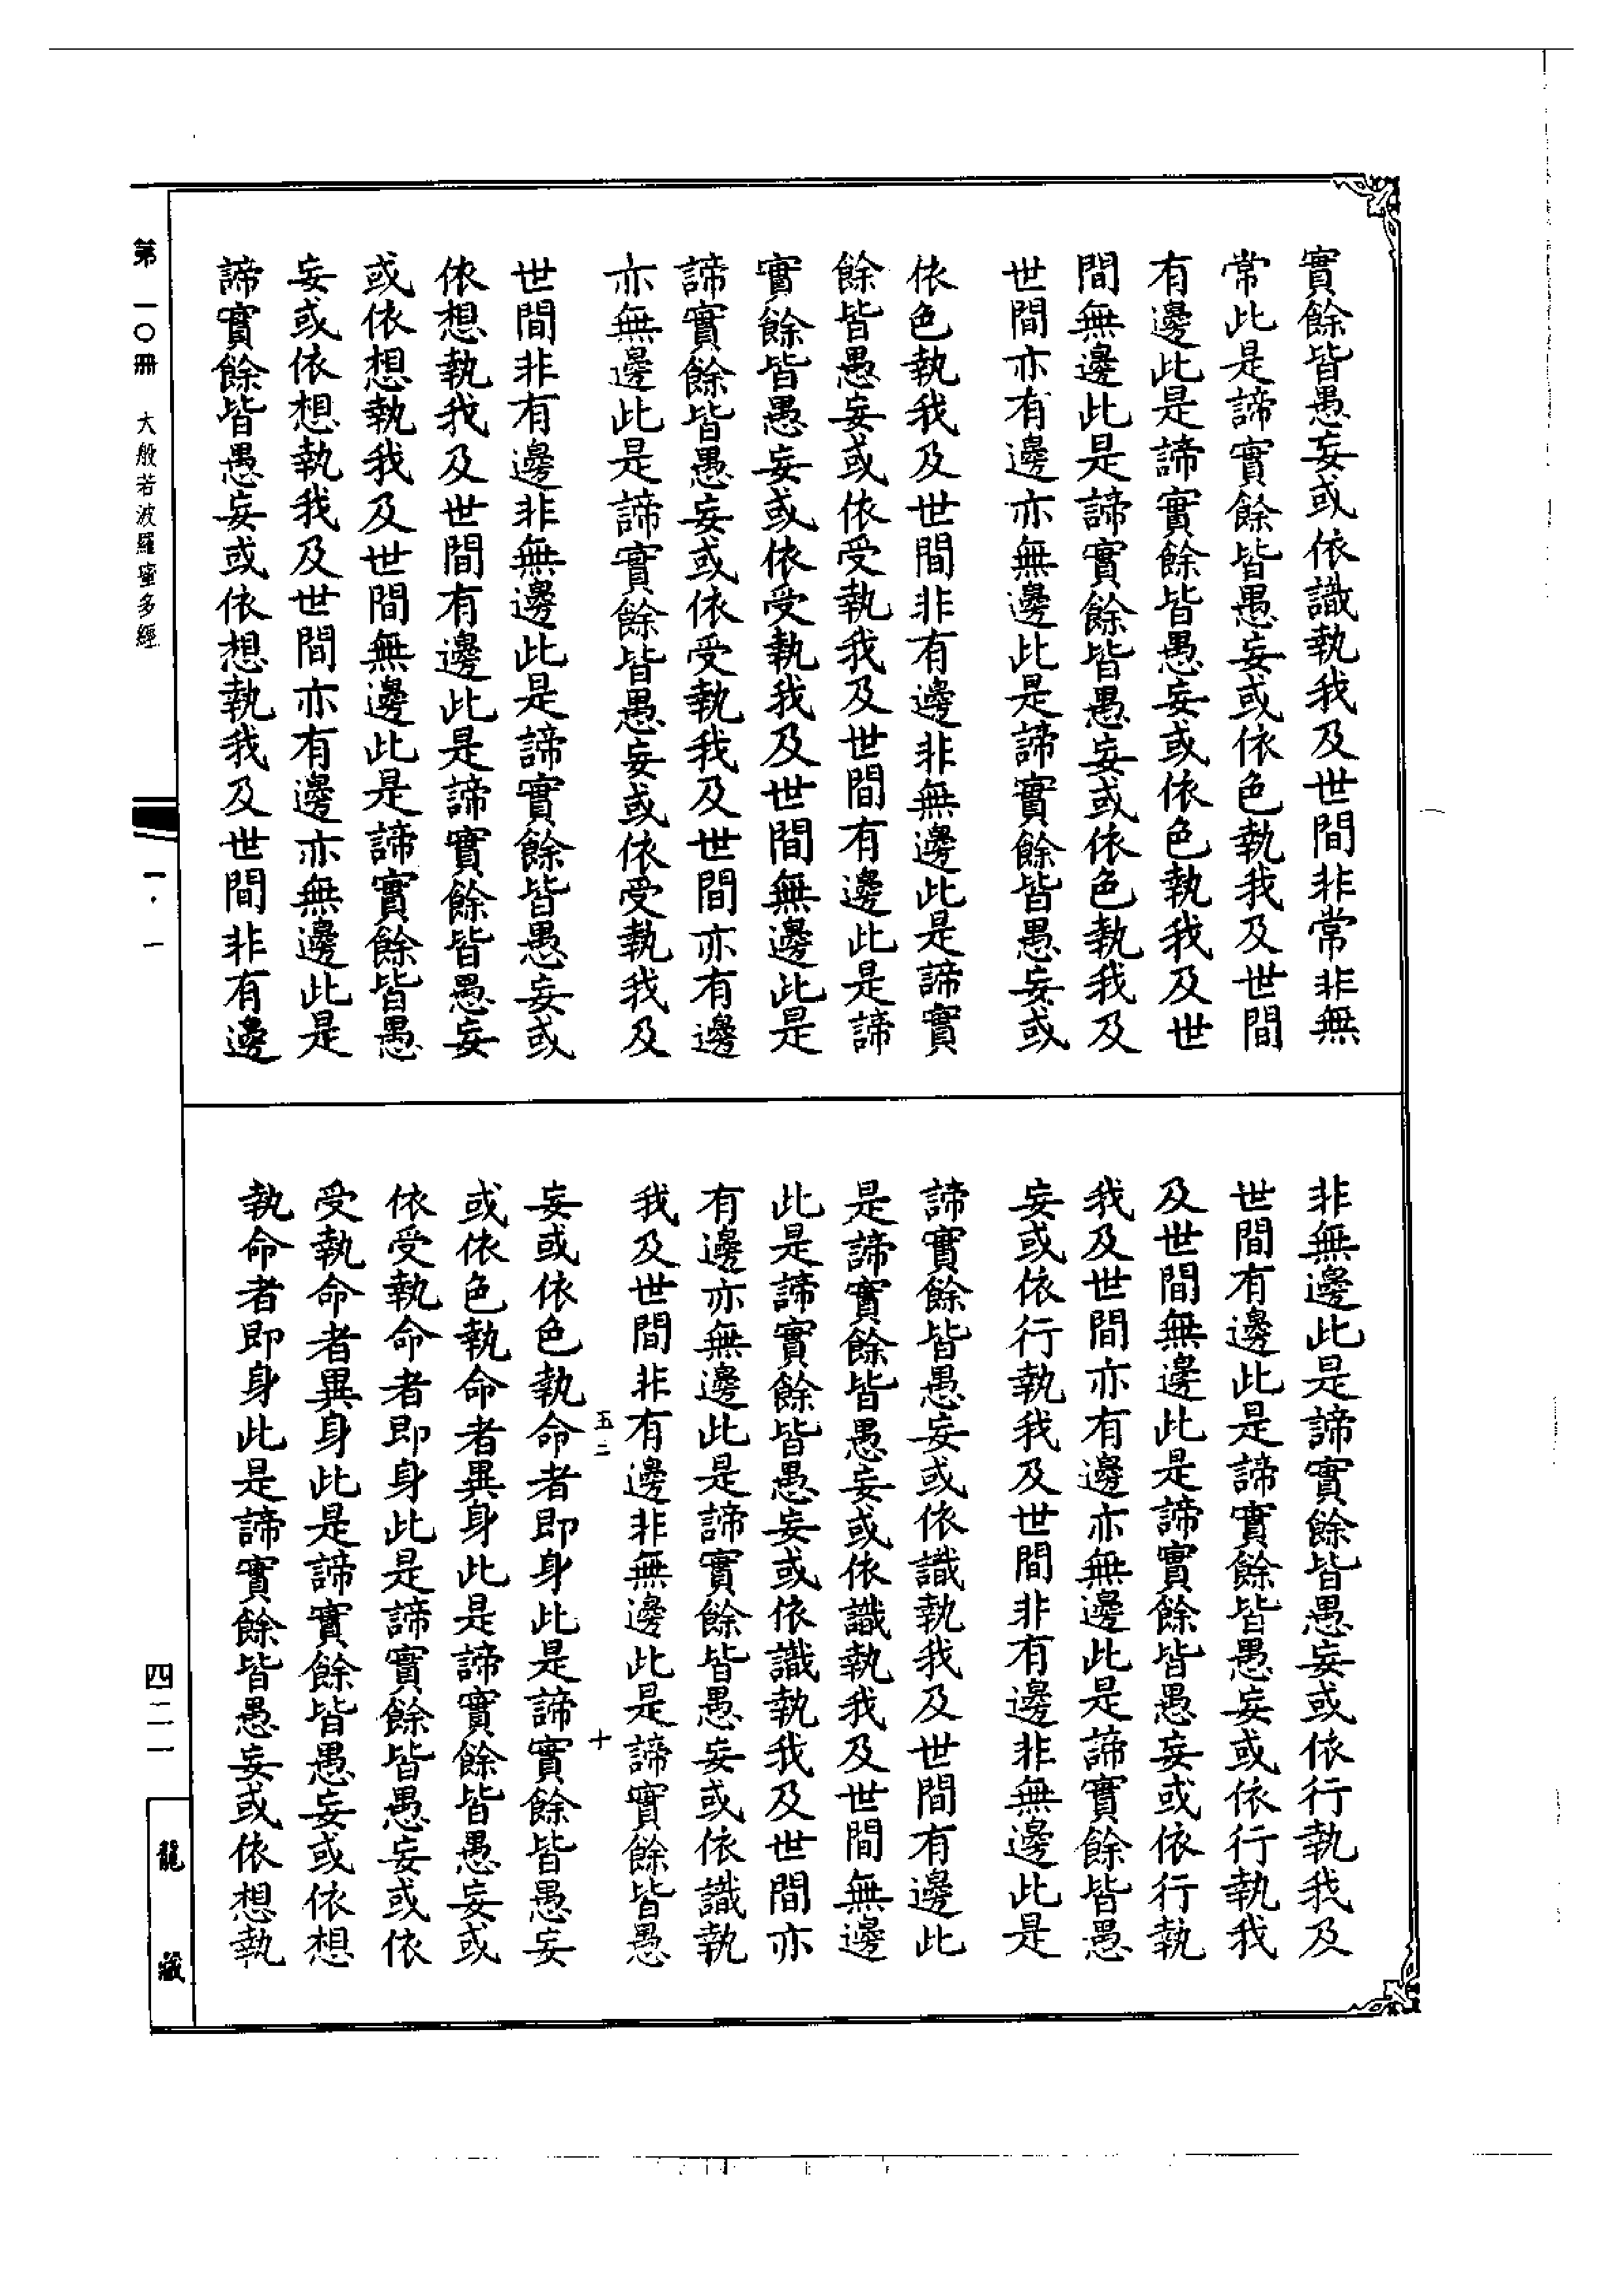 實餘皆愚妄或依識執我及世間非常非無
常此是諦實餘皆愚妄或依色執我及世間
有邊此是諦實餘皆愚妄或依色執我及世
間無邊此是諦實餘皆愚妄或依色執我及
世間亦有邊亦無邊此是諦實餘皆愚妄或
依色執我及世間非有邊非無邊此是諦實
餘皆愚妄或依受執我及世間有邊此是諦
實餘皆愚妄或依受執我及世間無邊此是
諦實餘皆愚妄或依受執我及世間亦有邊
亦無邊此是諦實餘皆愚妄或依受執我及
世間非有邊非無邊此是諦實餘皆愚妄或
依想執我及世間有邊此是諦實餘皆愚妄
或依想執我及世間無邊此是諦實餘皆愚
妄或依想執我及世間亦有邊亦無邊此是
諦實餘皆愚妄或依想執我及世間非有邊
非無邊此是諦實餘皆愚妄或依行執我及
世間有邊此是諦實餘皆愚妄或依行執我
及世間無邊此是諦實餘皆愚妄或依行執
我及世間亦有邊亦無邊此是諦實餘皆愚
妄或依行執我及世間非有邊非無邊此是
諦實餘皆愚妄或依識執我及世間有邊此
是諦實餘皆愚妄或依識執我及世間無邊
此是諦實餘皆愚妄或依識執我及世間亦
有邊亦無邊此是諦實餘皆愚妄或依識執
我及世間非有邊非無邊此是諦實餘皆愚
五二 十
妄或依色執命者即身此是諦實餘皆愚妄
或依色執命者異身此是諦實餘皆愚妄或
依受執命者即身此是諦實餘皆愚妄或依
受執命者異身此是諦實餘皆愚妄或依想
執命者即身此是諦實餘皆愚妄或依想執
第一〇冊 大般若波羅蜜多經
一·一
四二一
龍藏